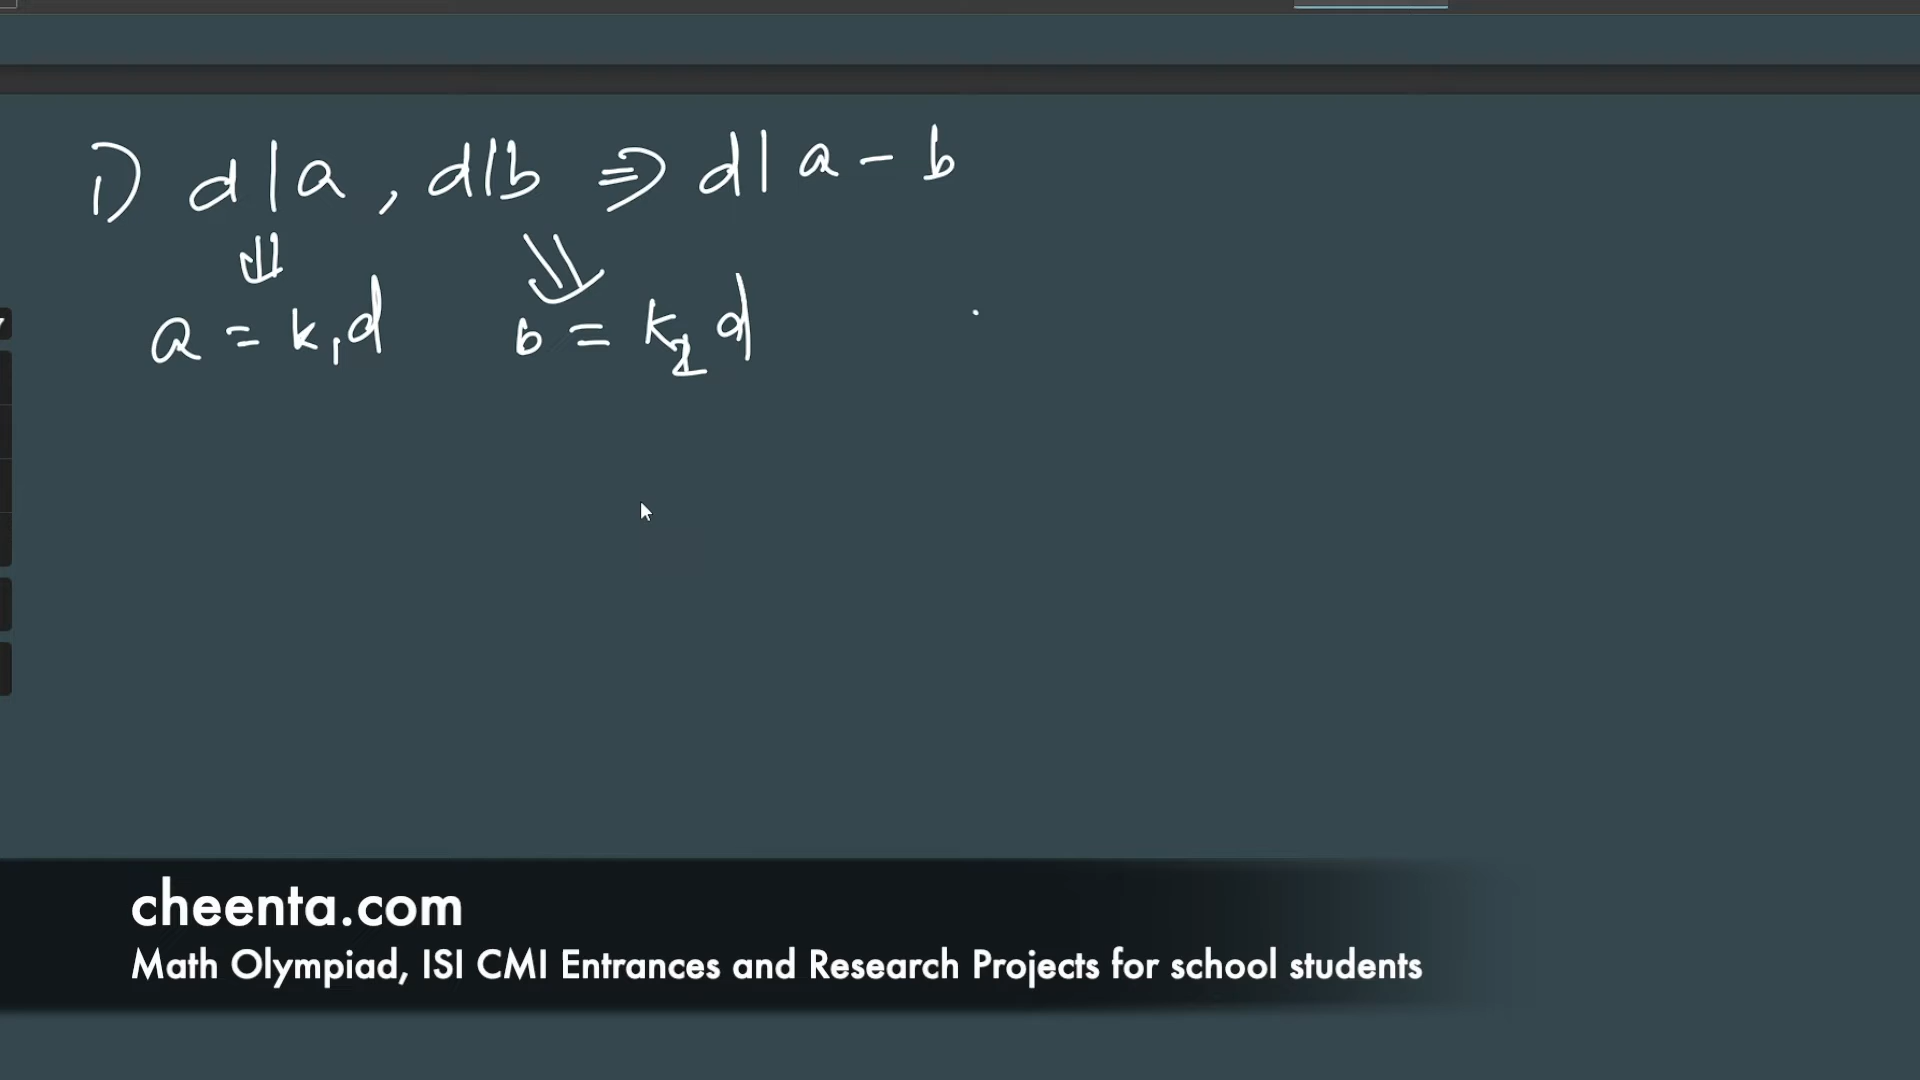 1) d|a, d|b ⇒ d|a-b
⇓ ⇓
a = k₁d b = k₂d
cheenta.com
Math Olympiad, ISI CMI Entrances and Research Projects for school students